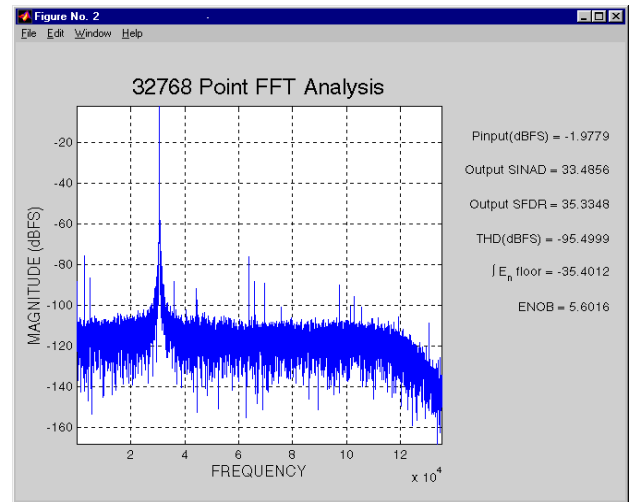 Figure No. 2
File Edit Window Help
32768 Point FFT Analysis
MAGNITUDE (dBFS)
-20
-40
-60
-80
-100
-120
-140
-160
2 4 6 8 10 12
FREQUENCY
x 10^4
Pinput(dBFS) = -1.9779
Output SINAD = 33.4856
Output SFDR = 35.3348
THD(dBFS) = -95.4999
∫ E_n floor = -35.4012
ENOB = 5.6016